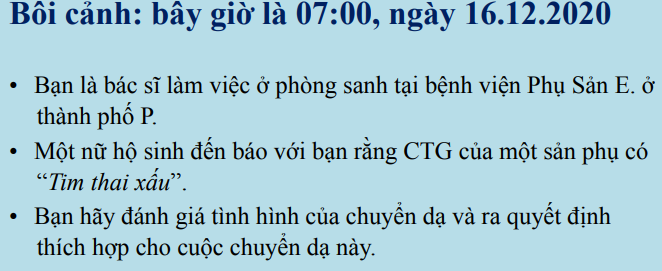 Bối cảnh: bây giờ là 07:00, ngày 16.12.2020
• Bạn là bác sĩ làm việc ở phòng sanh tại bệnh viện Phụ Sản E. ở
thành phố P.
• Một nữ hộ sinh đến báo với bạn rằng CTG của một sản phụ có
“Tim thai xấu”.
• Bạn hãy đánh giá tình hình của chuyển dạ và ra quyết định
thích hợp cho cuộc chuyển dạ này.